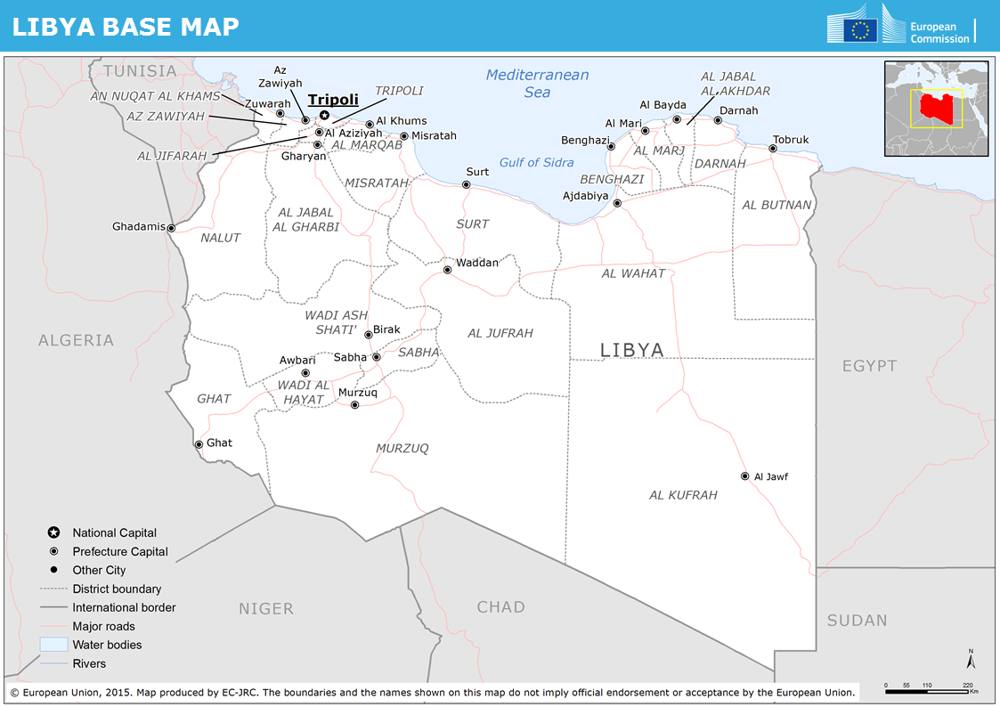 LIBYA BASE MAP
European
Commission
TUNISIA
Az
Zawiyah
Mediterranean
Sea
AL JABAL
AL AKHDAR
AN NUQAT AL KHAMS
Zuwarah
Tripoli
TRIPOLI
AZ ZAWIYAH
Al Khums
Al Bayda
Darnah
Al Aziziyah
Misratah
Al Marj
AL JIFARAH
Gharyan
AL MARQAB
Gulf of Sidra
Benghazi
AL MARJ
DARNAH
Tobruk
MISRATAH
Surt
BENGHAZI
Ajdabiya
AL BUTNAN
Ghadamis
NALUT
AL JABAL
AL GHARBI
SURT
Waddan
AL WAHAT
WADI ASH
SHATI'
Birak
AL JUFRAH
ALGERIA
Awbari
Sabha
SABHA
LIBYA
EGYPT
GHAT
WADI AL
HAYAT
Murzuq
Ghat
MURZUQ
AL KUFRAH
Al Jawf
National Capital
Prefecture Capital
Other City
District boundary
International border
Major roads
Water bodies
Rivers
NIGER
CHAD
SUDAN
N
0 55 110 220
Km
© European Union, 2015. Map produced by EC-JRC. The boundaries and the names shown on this map do not imply official endorsement or acceptance by the European Union.